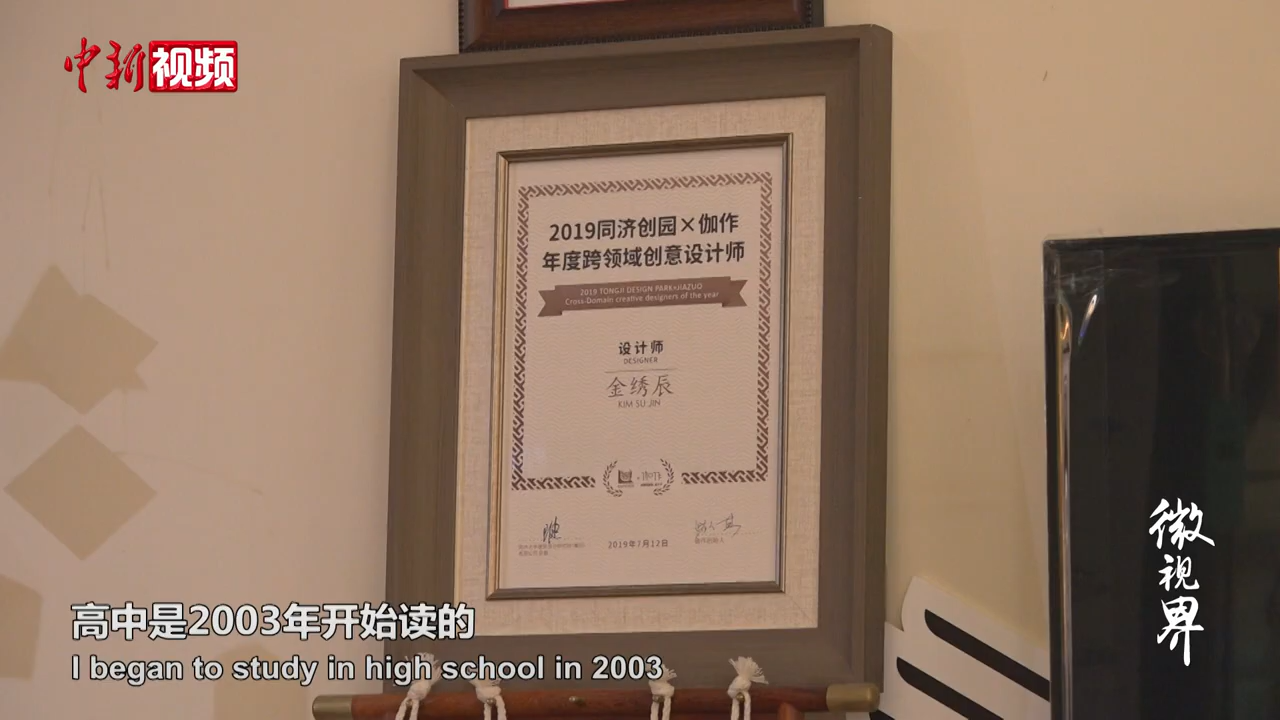 中新视频
2019同济创园×伽作
年度跨领域创意设计师
2019 TONGJI DESIGN PARK×JIAZUO
Cross-Domain creative designers of the year
设计师
DESIGNER
金绣辰
KIM SU JIN
2019年7月12日
微视界
高中是2003年开始读的
I began to study in high school in 2003